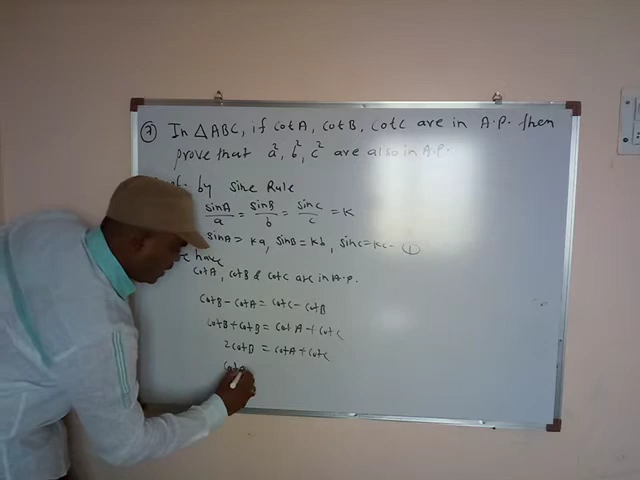 7) In △ABC, if cotA, cotB, cotC are in A.P. then
prove that a², b², c² are also in A.P.
by sine Rule
sinA/a = sinB/b = sinC/c = K
sinA = Ka, sinB = Kb, sinC = Kc - ①
have
cotA, cotB & cotC are in A.P.
cotB - cotA = cotC - cotB
cotB + cotB = cotA + cotC
2cotB = cotA + cotC